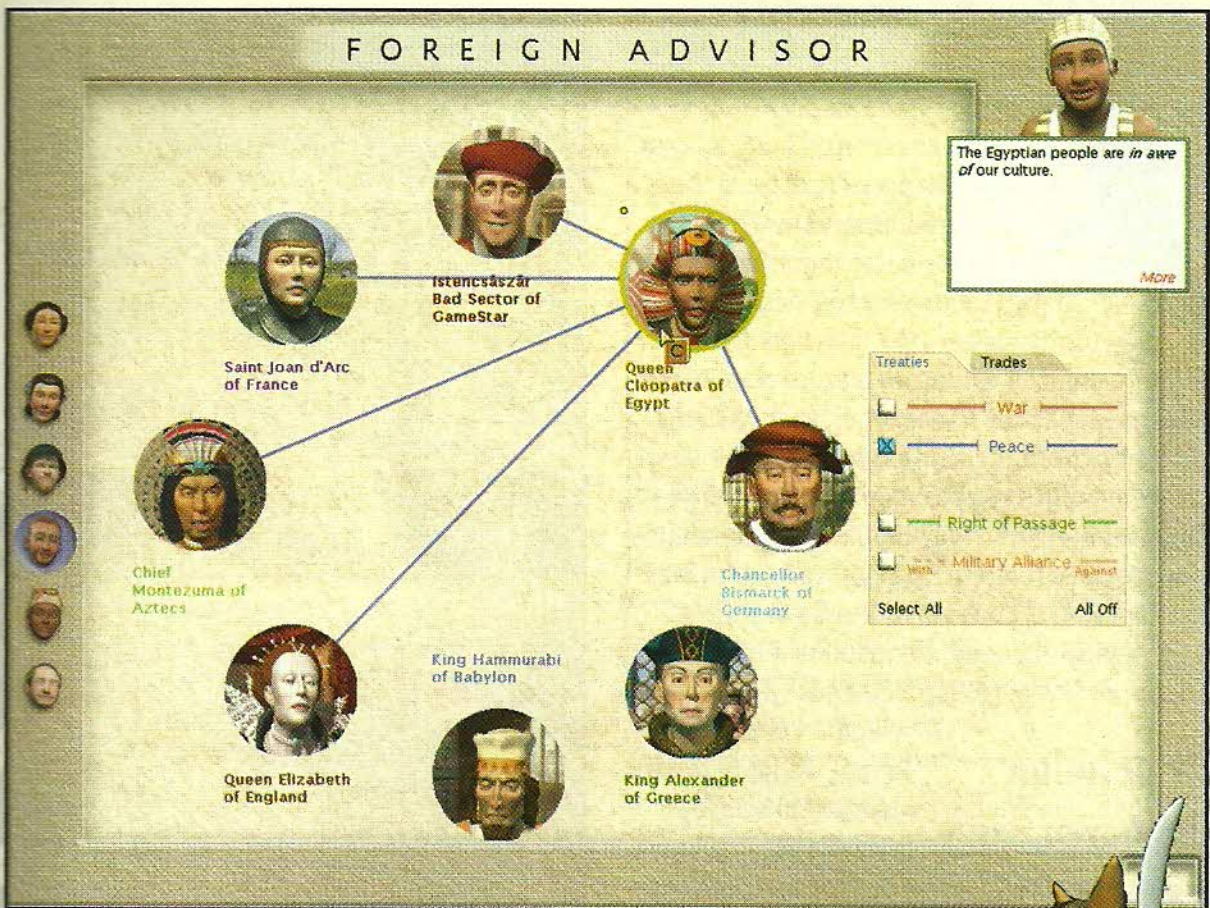 FOREIGN ADVISOR
The Egyptian people are in awe
of our culture.
More
Istencsászár
Bad Sector of
GameStar
Saint Joan d'Arc
of France
Queen
Cleopatra of
Egypt
C
Treaties
Trades
War
Peace
Right of Passage
With
Military Alliance
Against
Select All
All Off
Chief
Montezuma of
Aztecs
Chancellor
Bismarck of
Germany
King Hammurabi
of Babylon
Queen Elizabeth
of England
King Alexander
of Greece